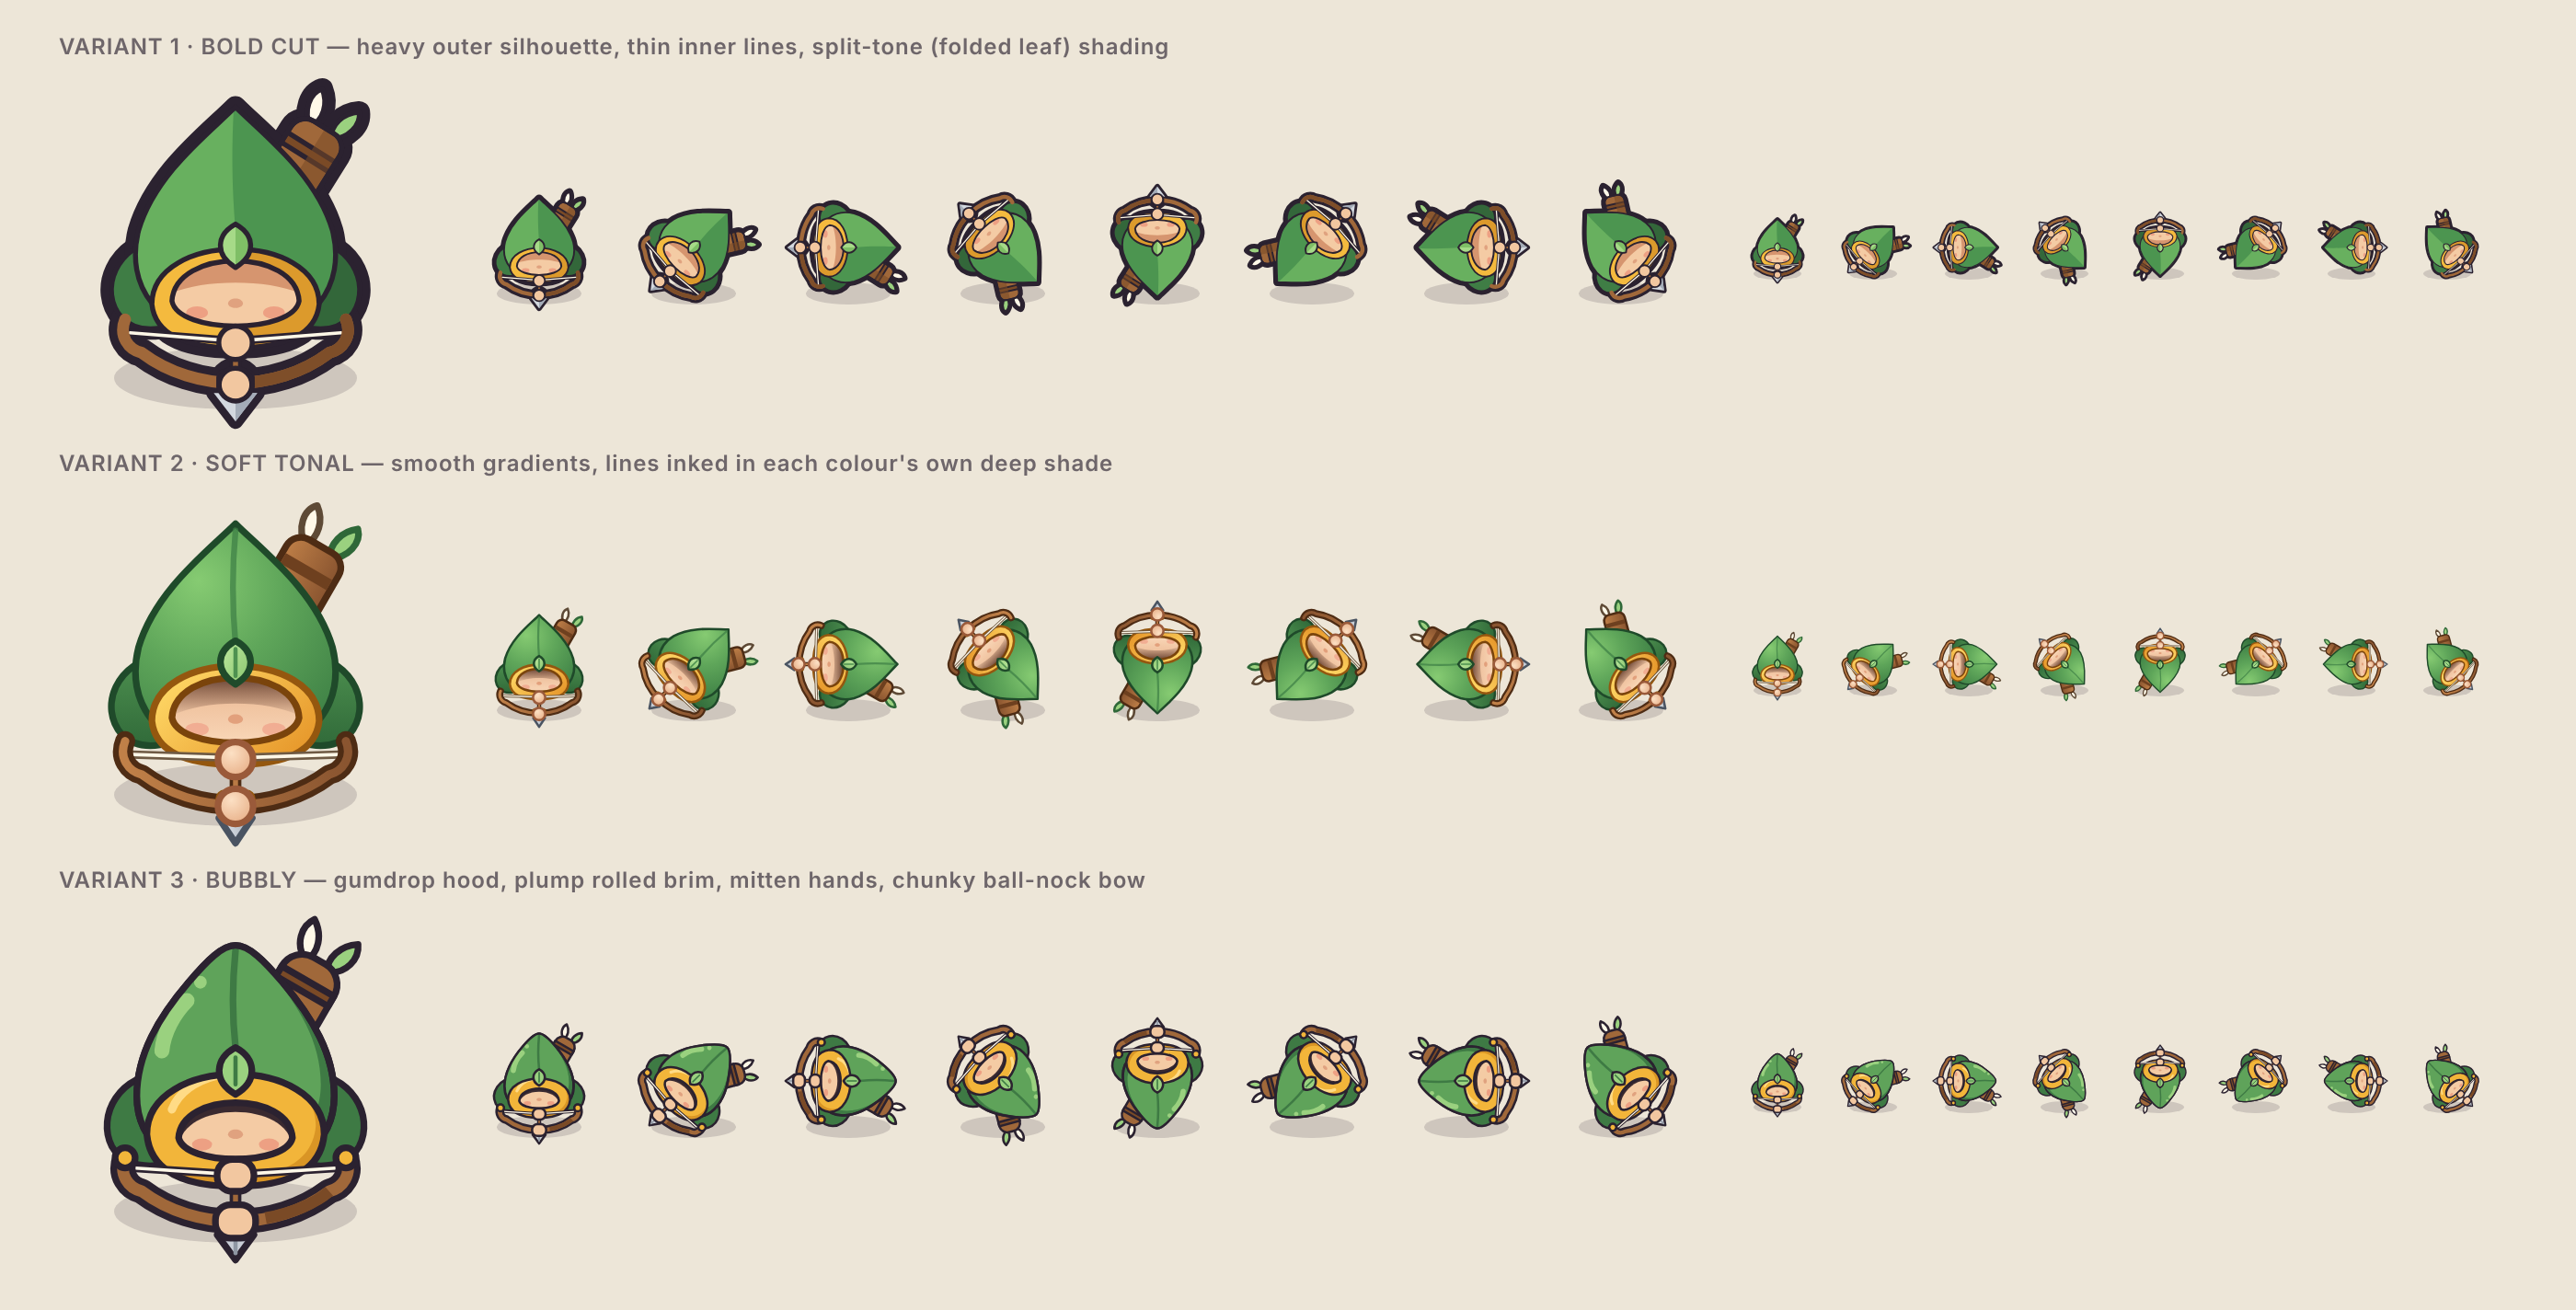 VARIANT 1 · BOLD CUT — heavy outer silhouette, thin inner lines, split-tone (folded leaf) shading
VARIANT 2 · SOFT TONAL — smooth gradients, lines inked in each colour's own deep shade
VARIANT 3 · BUBBLY — gumdrop hood, plump rolled brim, mitten hands, chunky ball-nock bow